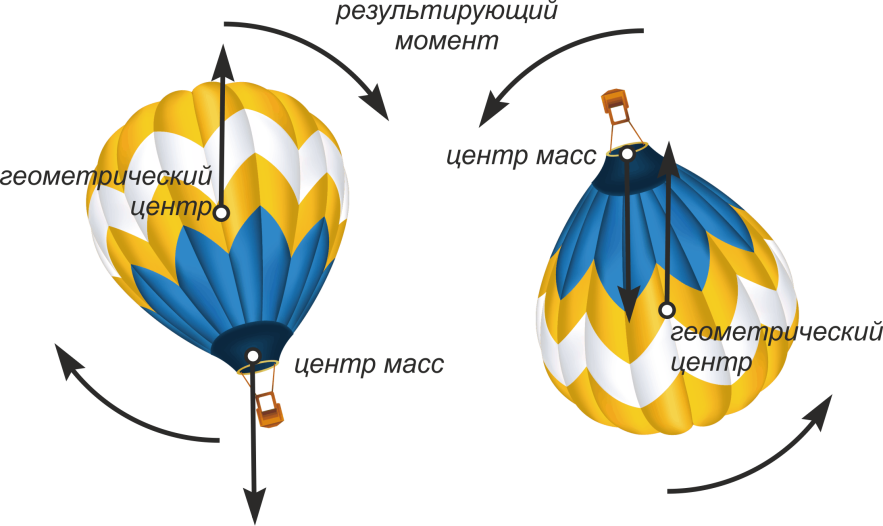 результирующий
момент
геометрический
центр
центр масс
центр масс
геометрический
центр